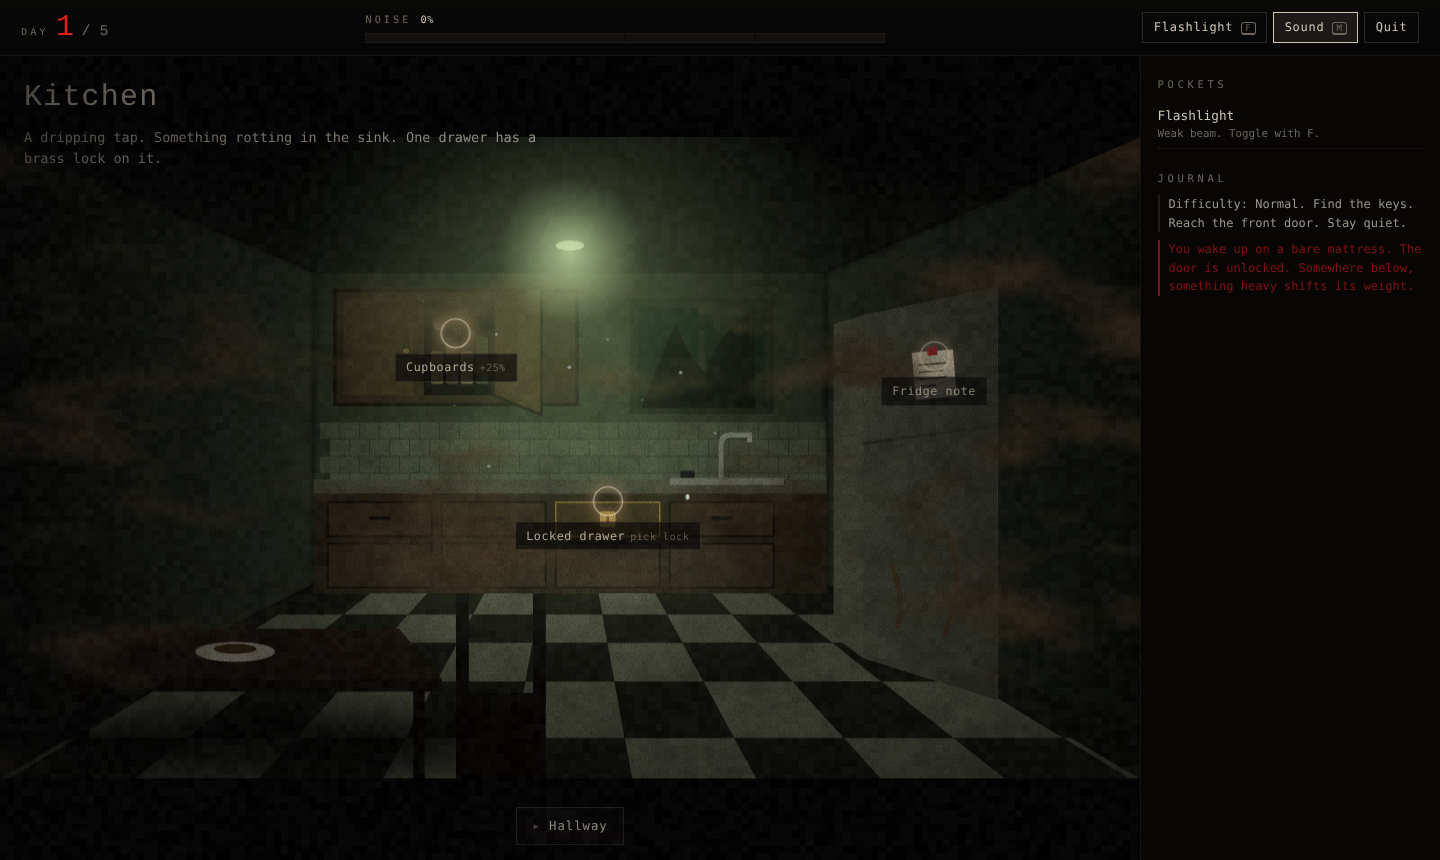 DAY 1 / 5
NOISE 0%
Flashlight F
Sound M
Quit
Kitchen
A dripping tap. Something rotting in the sink. One drawer has a
brass lock on it.
Cupboards +25%
Fridge note
Locked drawer pick lock
▸ Hallway
POCKETS
Flashlight
Weak beam. Toggle with F.
JOURNAL
Difficulty: Normal. Find the keys.
Reach the front door. Stay quiet.
You wake up on a bare mattress. The
door is unlocked. Somewhere below,
something heavy shifts its weight.